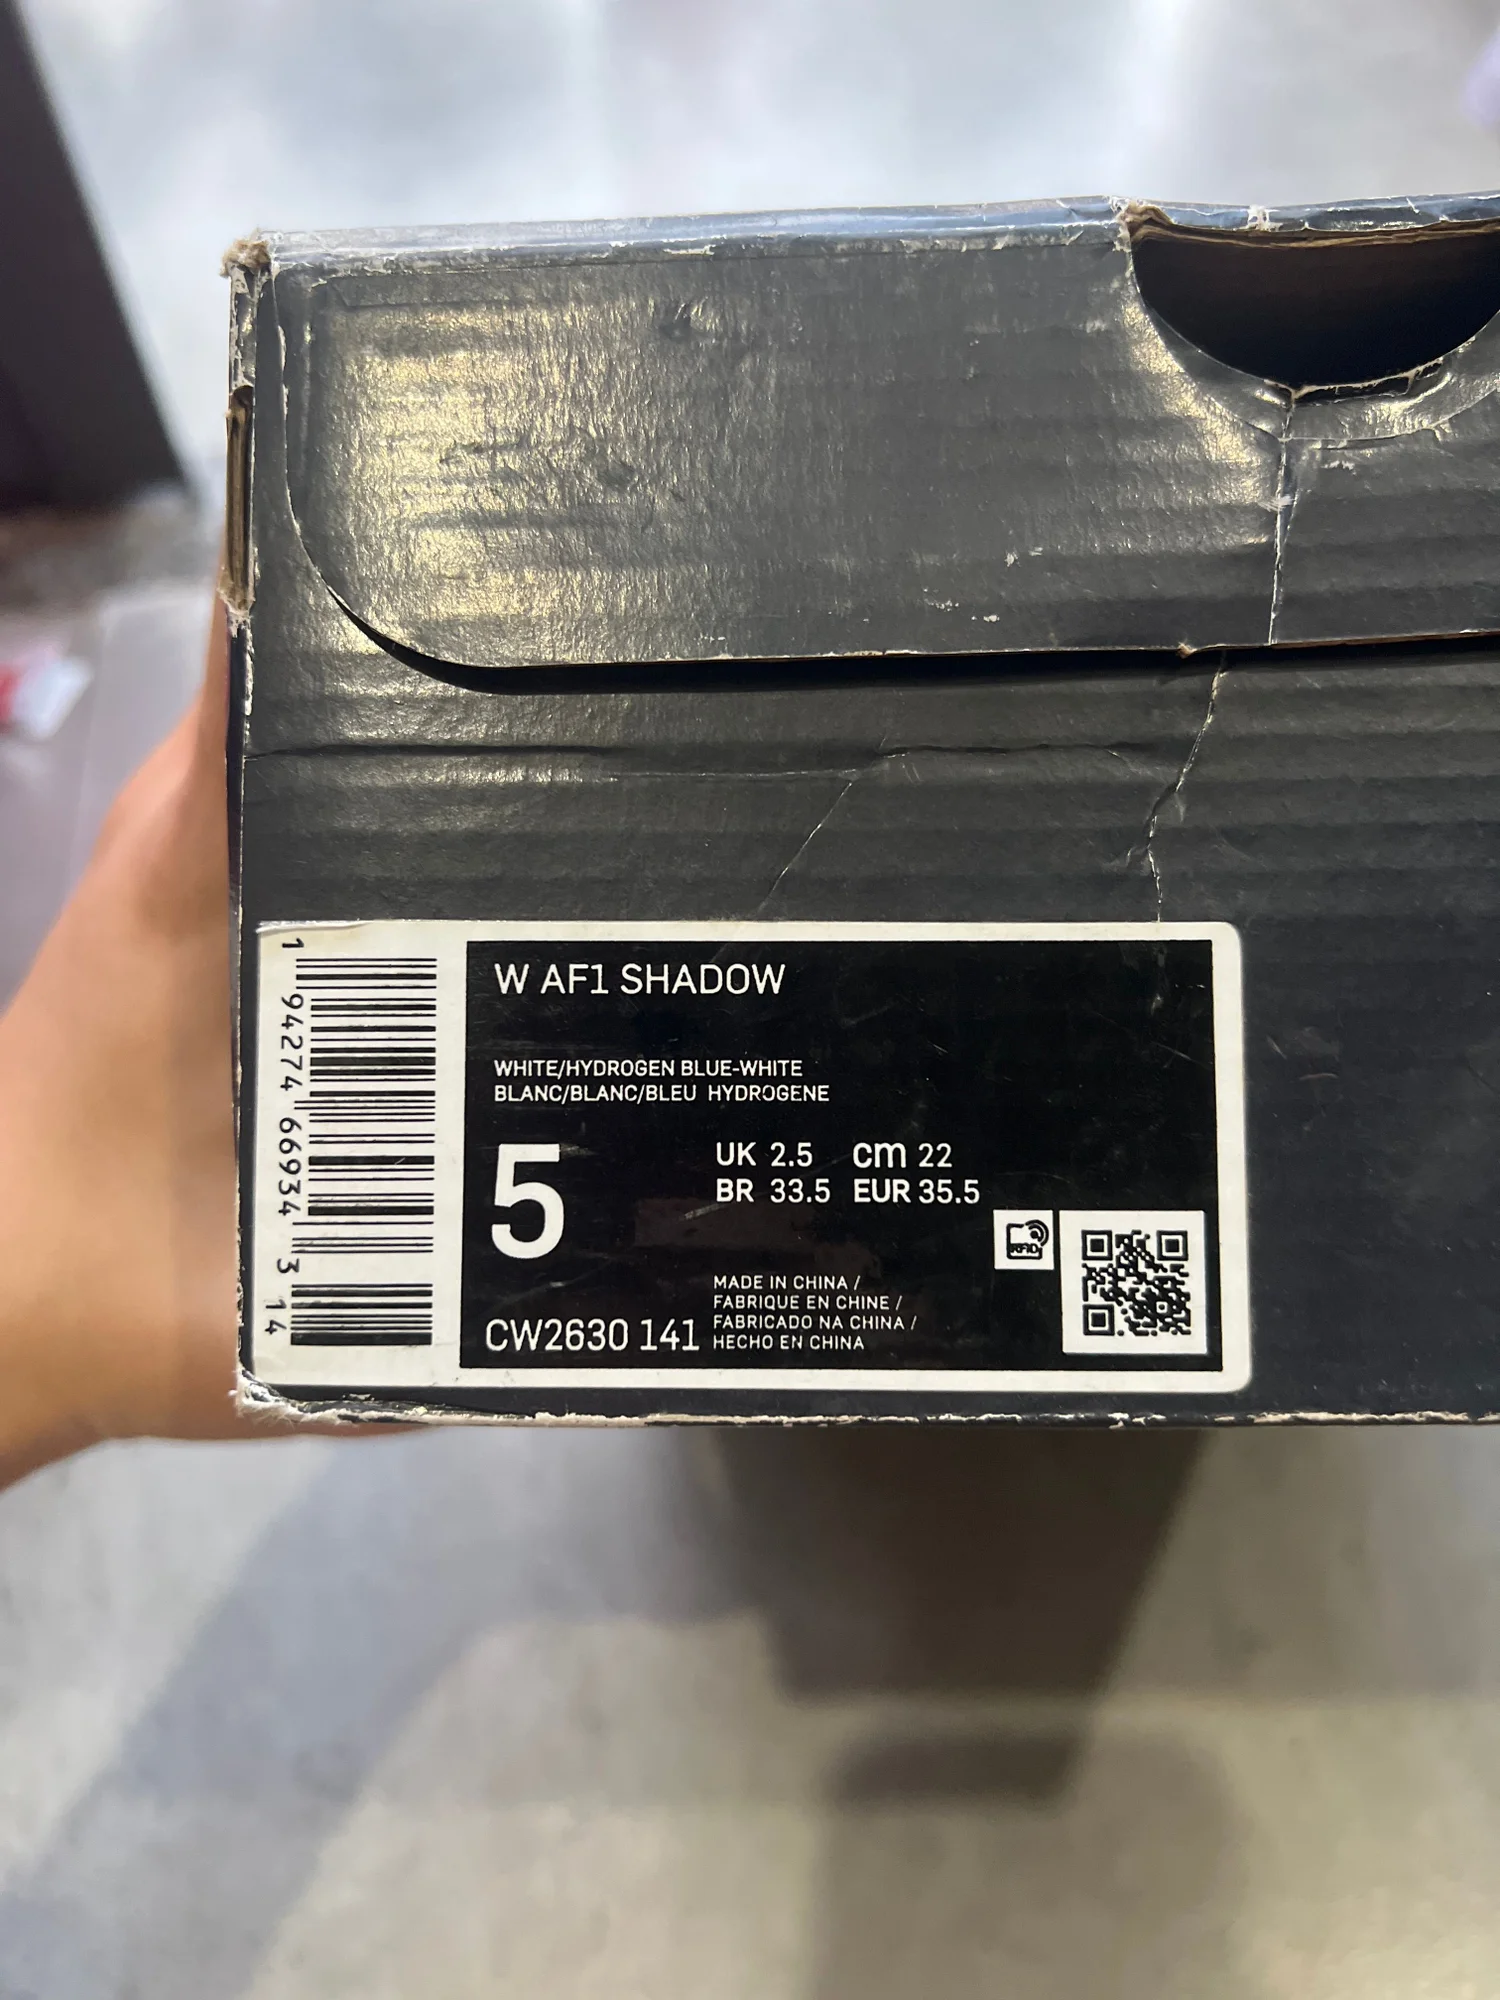 1 94274 66934 3 14
W AF1 SHADOW
WHITE/HYDROGEN BLUE-WHITE
BLANC/BLANC/BLEU HYDROGENE
5
UK 2.5 cm 22
BR 33.5 EUR 35.5
RFID
MADE IN CHINA /
FABRIQUE EN CHINE /
FABRICADO NA CHINA /
HECHO EN CHINA
CW2630 141